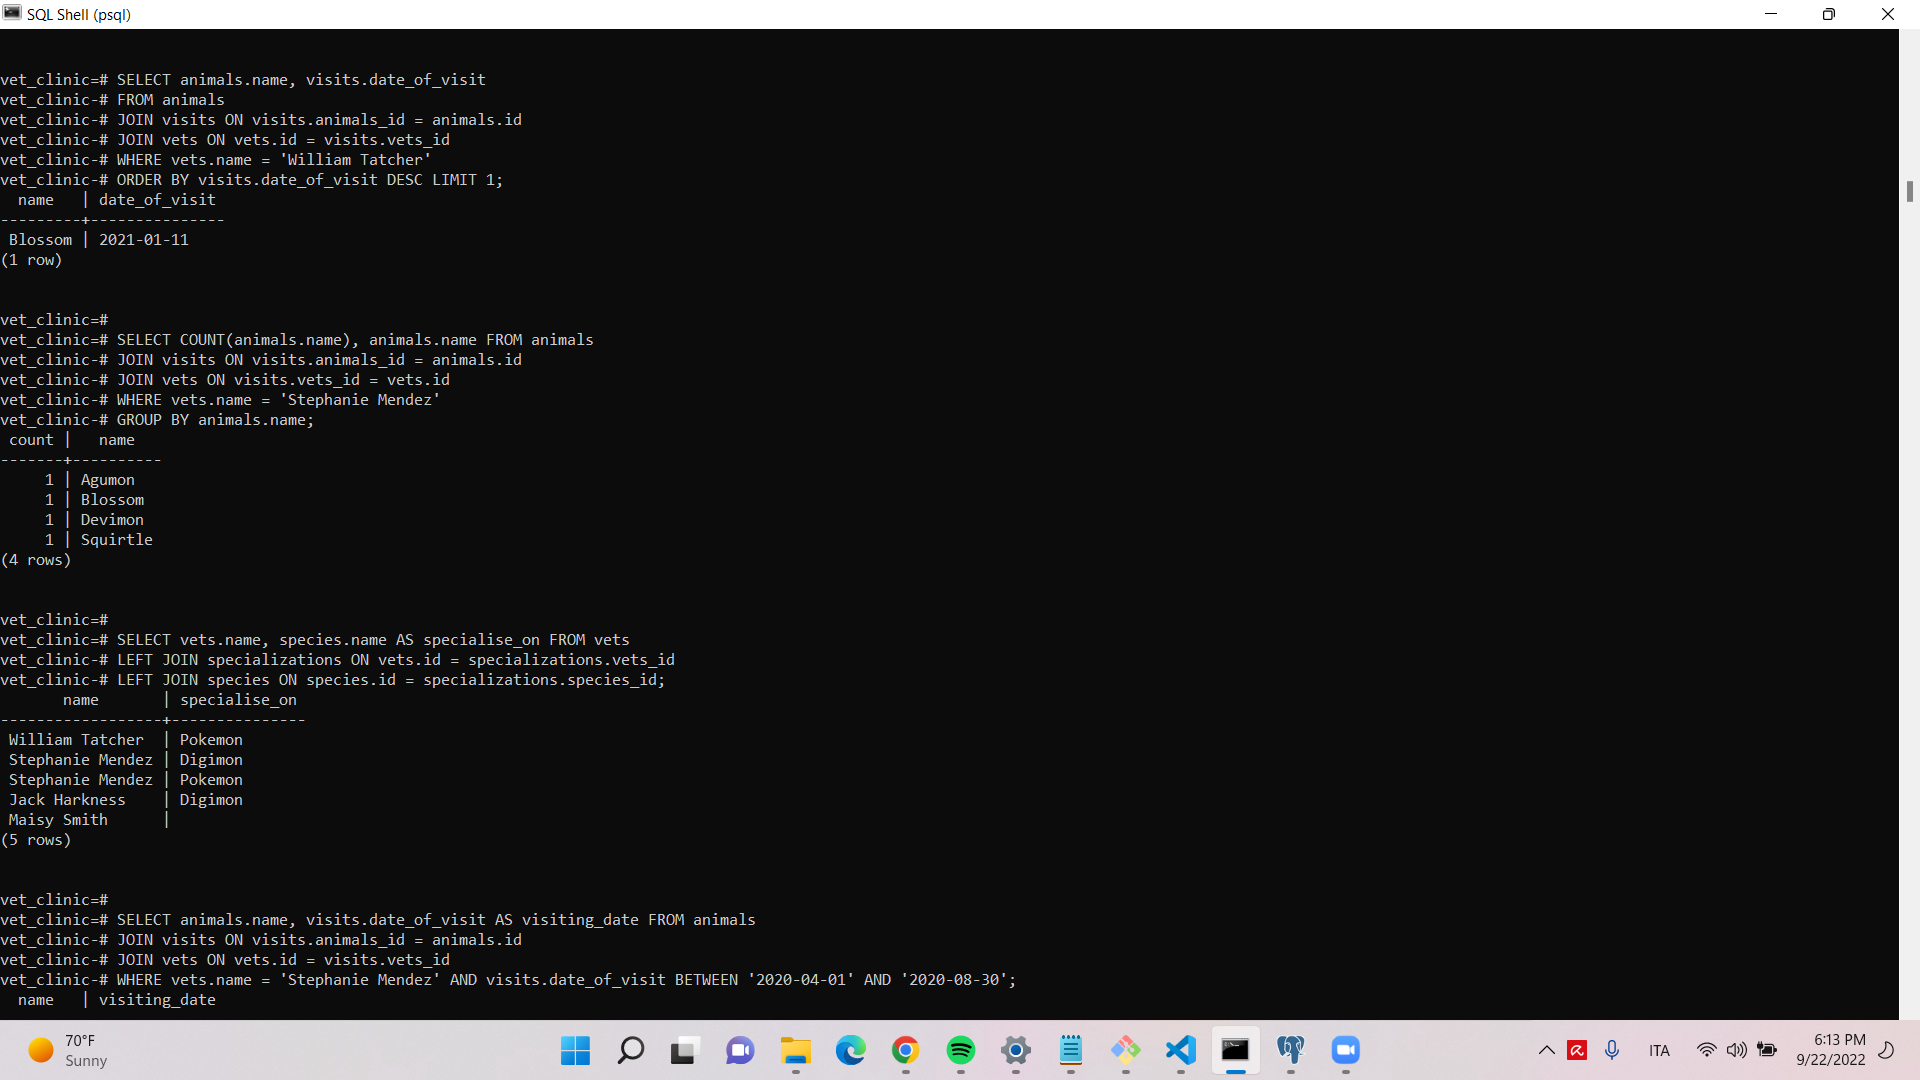 SQL Shell (psql)
vet_clinic=# SELECT animals.name, visits.date_of_visit
vet_clinic-# FROM animals
vet_clinic-# JOIN visits ON visits.animals_id = animals.id
vet_clinic-# JOIN vets ON vets.id = visits.vets_id
vet_clinic-# WHERE vets.name = 'William Tatcher'
vet_clinic-# ORDER BY visits.date_of_visit DESC LIMIT 1;
  name   | date_of_visit
---------+---------------
 Blossom | 2021-01-11
(1 row)
vet_clinic=#
vet_clinic=# SELECT COUNT(animals.name), animals.name FROM animals
vet_clinic-# JOIN visits ON visits.animals_id = animals.id
vet_clinic-# JOIN vets ON visits.vets_id = vets.id
vet_clinic-# WHERE vets.name = 'Stephanie Mendez'
vet_clinic-# GROUP BY animals.name;
 count |   name
-------+----------
     1 | Agumon
     1 | Blossom
     1 | Devimon
     1 | Squirtle
(4 rows)
vet_clinic=#
vet_clinic=# SELECT vets.name, species.name AS specialise_on FROM vets
vet_clinic-# LEFT JOIN specializations ON vets.id = specializations.vets_id
vet_clinic-# LEFT JOIN species ON species.id = specializations.species_id;
       name       | specialise_on
------------------+---------------
 William Tatcher  | Pokemon
 Stephanie Mendez | Digimon
 Stephanie Mendez | Pokemon
 Jack Harkness    | Digimon
 Maisy Smith      |
(5 rows)
vet_clinic=#
vet_clinic=# SELECT animals.name, visits.date_of_visit AS visiting_date FROM animals
vet_clinic-# JOIN visits ON visits.animals_id = animals.id
vet_clinic-# JOIN vets ON vets.id = visits.vets_id
vet_clinic-# WHERE vets.name = 'Stephanie Mendez' AND visits.date_of_visit BETWEEN '2020-04-01' AND '2020-08-30';
  name   | visiting_date
70°F
Sunny
ITA
6:13 PM
9/22/2022